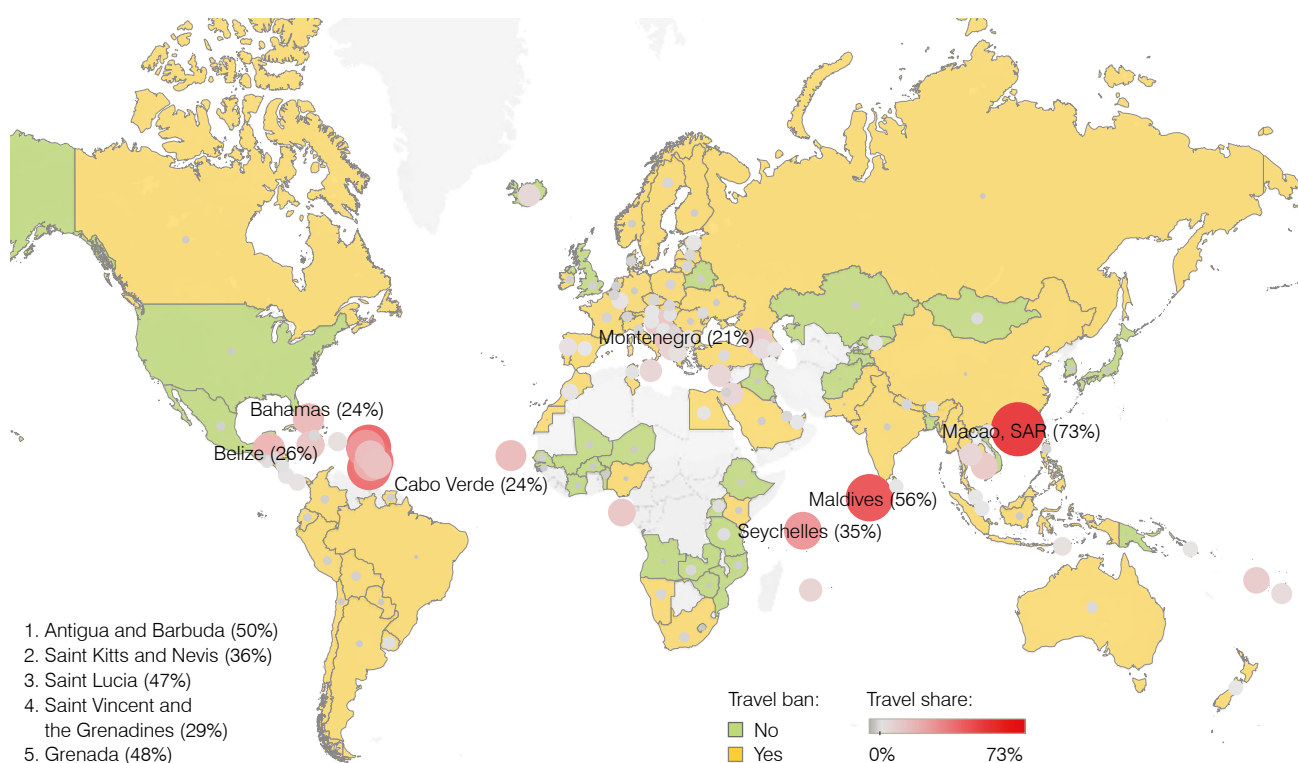 Montenegro (21%)
Bahamas (24%)
Belize (26%)
Macao, SAR (73%)
Cabo Verde (24%)
Maldives (56%)
Seychelles (35%)
1. Antigua and Barbuda (50%)
2. Saint Kitts and Nevis (36%)
3. Saint Lucia (47%)
4. Saint Vincent and
the Grenadines (29%)
5. Grenada (48%)
Travel ban:
No
Yes
Travel share:
0%
73%